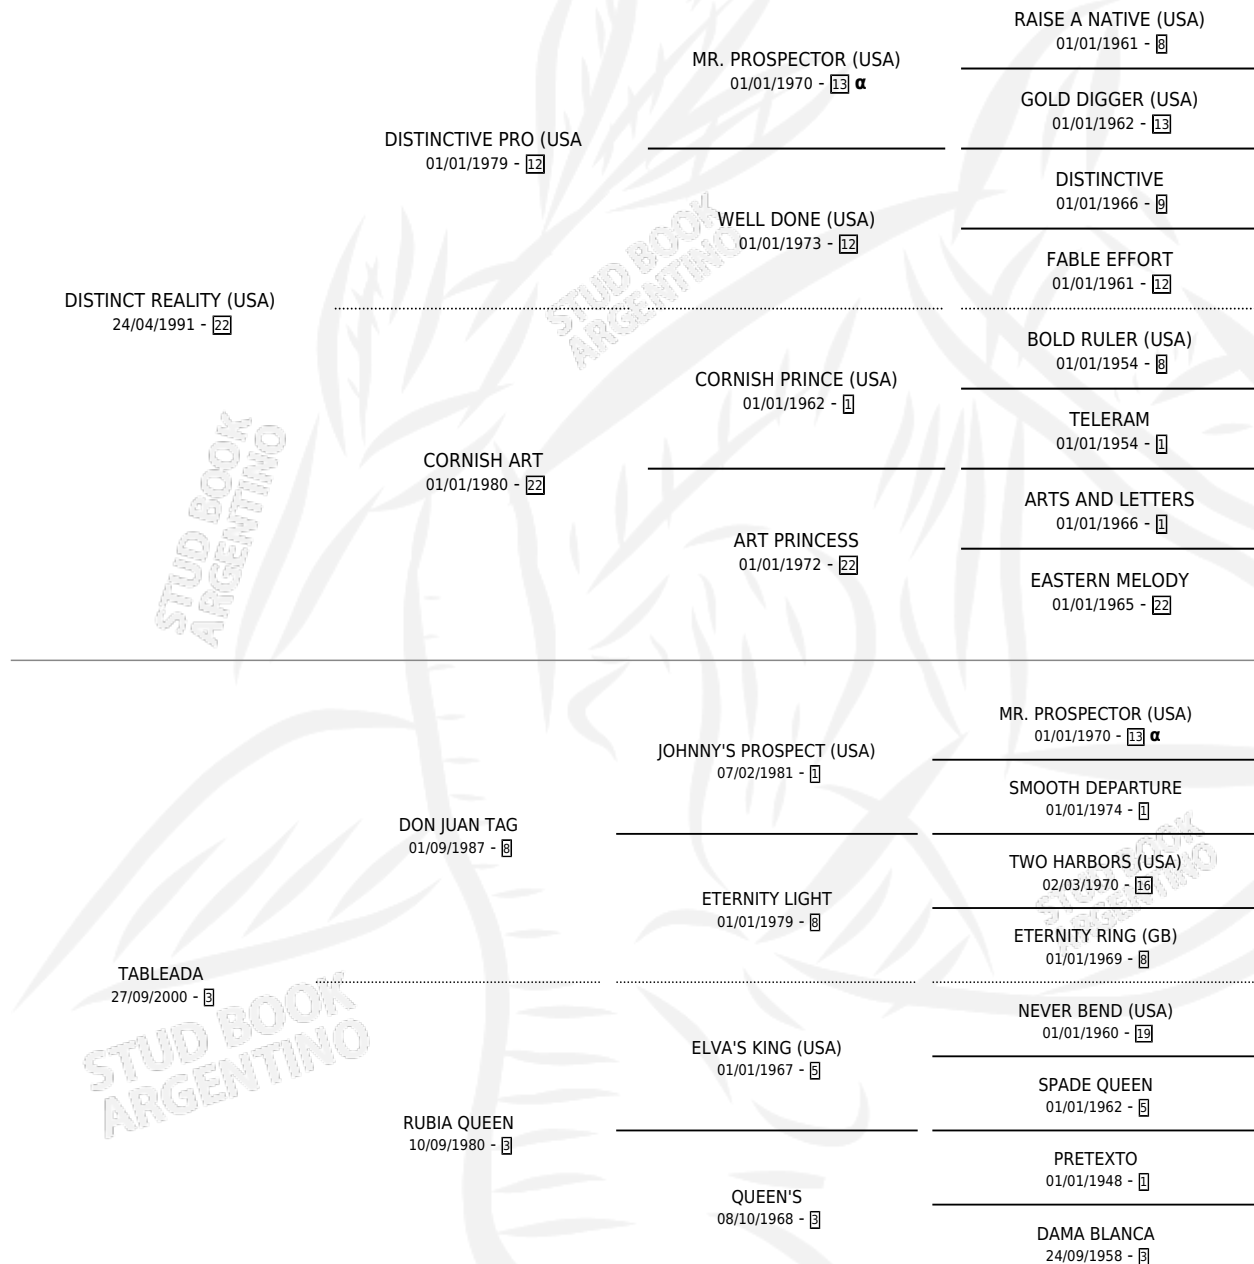 RAISE A NATIVE (USA)
01/01/1961 - 8
MR. PROSPECTOR (USA)
01/01/1970 - 13 α
GOLD DIGGER (USA)
01/01/1962 - 13
DISTINCTIVE PRO (USA
01/01/1979 - 12
DISTINCTIVE
01/01/1966 - 9
WELL DONE (USA)
01/01/1973 - 12
FABLE EFFORT
01/01/1961 - 12
DISTINCT REALITY (USA)
24/04/1991 - 22
BOLD RULER (USA)
01/01/1954 - 8
CORNISH PRINCE (USA)
01/01/1962 - 1
TELERAM
01/01/1954 - 1
CORNISH ART
01/01/1980 - 22
ARTS AND LETTERS
01/01/1966 - 1
ART PRINCESS
01/01/1972 - 22
EASTERN MELODY
01/01/1965 - 22
STUD BOOK
ARGENTINO
STUD BOOK
ARGENTINO
MR. PROSPECTOR (USA)
01/01/1970 - 13 α
JOHNNY'S PROSPECT (USA)
07/02/1981 - 1
SMOOTH DEPARTURE
01/01/1974 - 1
DON JUAN TAG
01/09/1987 - 8
TWO HARBORS (USA)
02/03/1970 - 16
ETERNITY LIGHT
01/01/1979 - 8
ETERNITY RING (GB)
01/01/1969 - 8
TABLEADA
27/09/2000 - 3
NEVER BEND (USA)
01/01/1960 - 19
ELVA'S KING (USA)
01/01/1967 - 5
SPADE QUEEN
01/01/1962 - 5
RUBIA QUEEN
10/09/1980 - 3
PRETEXTO
01/01/1948 - 1
QUEEN'S
08/10/1968 - 3
DAMA BLANCA
24/09/1958 - 3
STUD BOOK
ARGENTINO
STUD BOOK
ARGENTINO